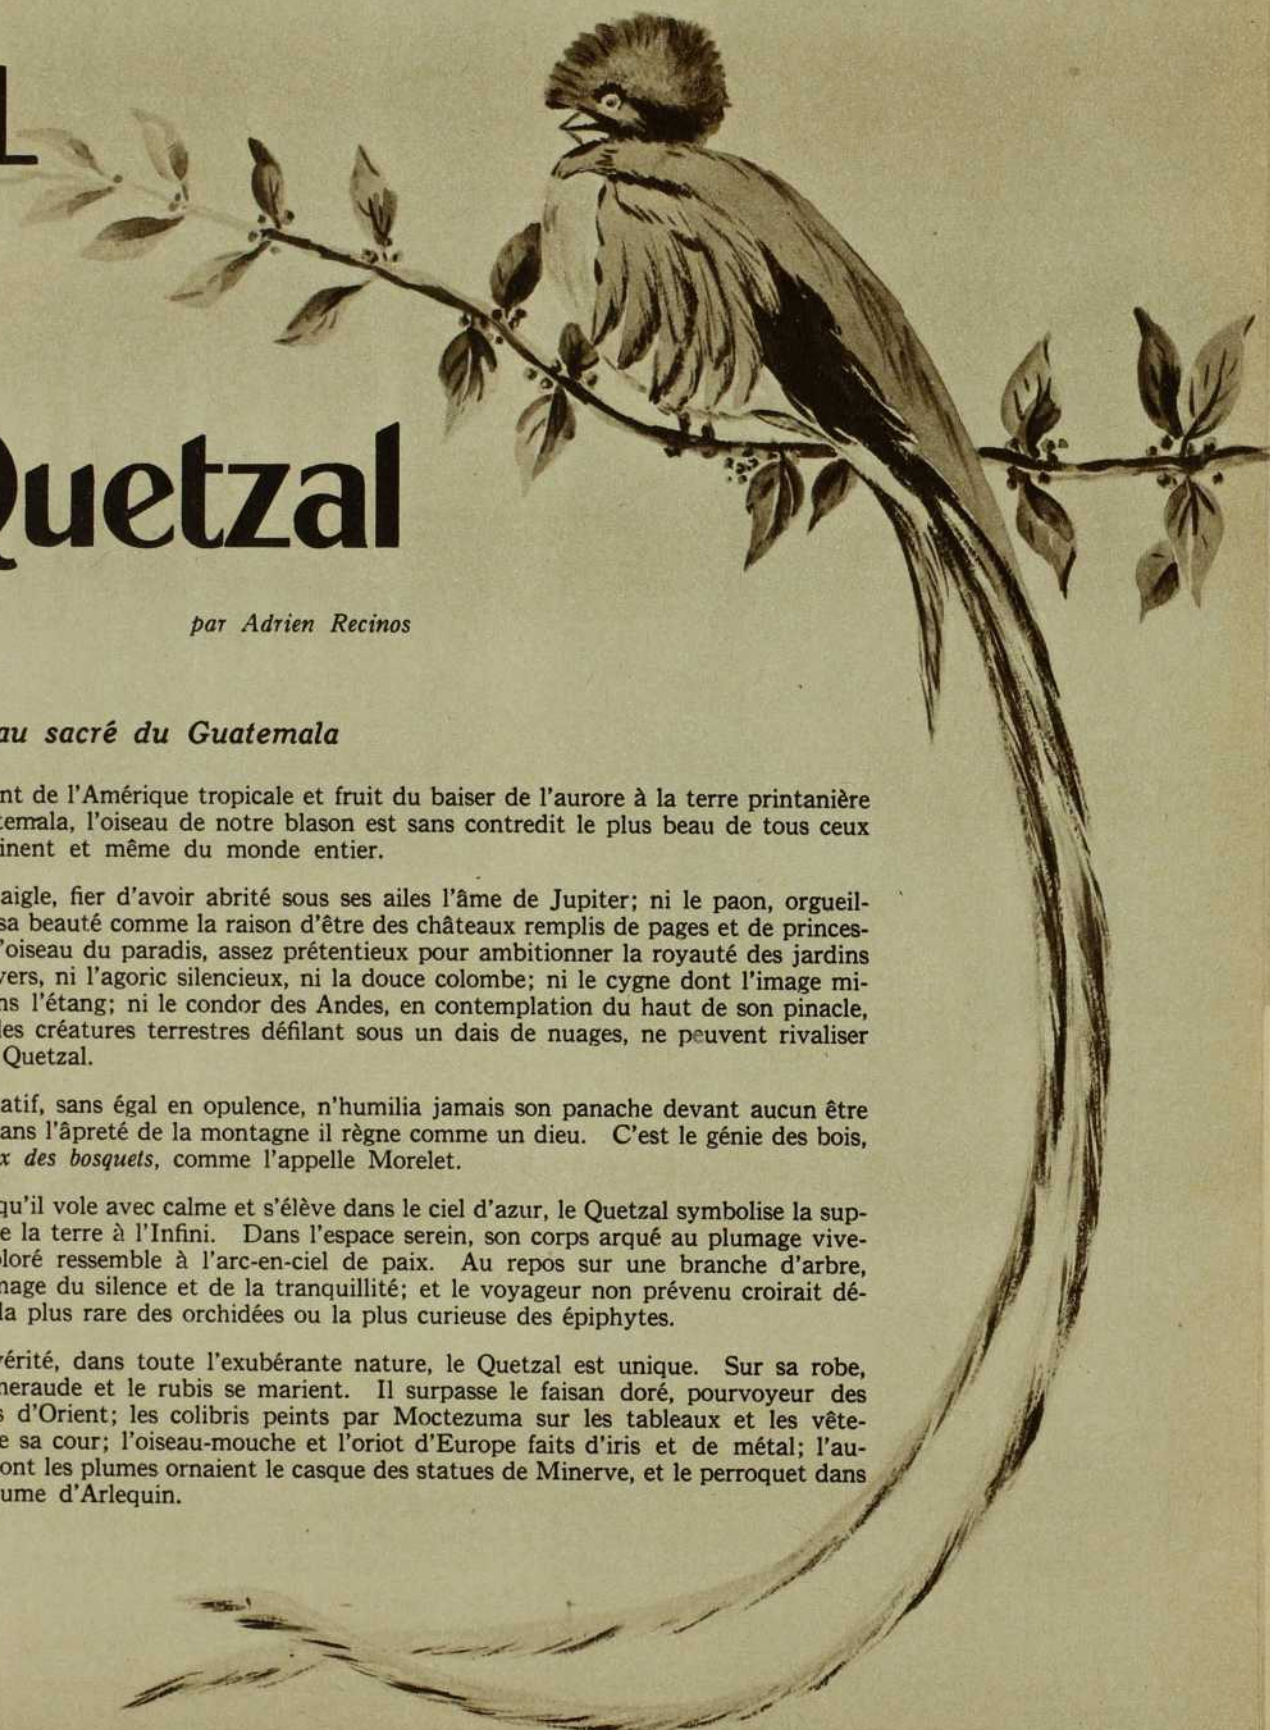 L
Quetzal
par Adrien Recinos
au sacré du Guatemala
nt de l'Amérique tropicale et fruit du baiser de l'aurore à la terre printanière
temala, l'oiseau de notre blason est sans contredit le plus beau de tous ceux
inent et même du monde entier.
aigle, fier d'avoir abrité sous ses ailes l'âme de Jupiter; ni le paon, orgueil-
sa beauté comme la raison d'être des châteaux remplis de pages et de princes-
'oiseau du paradis, assez prétentieux pour ambitionner la royauté des jardins
vers, ni l'agoric silencieux, ni la douce colombe; ni le cygne dont l'image mi-
ns l'étang; ni le condor des Andes, en contemplation du haut de son pinacle,
les créatures terrestres défilant sous un dais de nuages, ne peuvent rivaliser
Quetzal.
atif, sans égal en opulence, n'humilia jamais son panache devant aucun être
ans l'âpreté de la montagne il règne comme un dieu. C'est le génie des bois,
x des bosquets, comme l'appelle Morelet.
qu'il vole avec calme et s'élève dans le ciel d'azur, le Quetzal symbolise la sup-
e la terre à l'Infini. Dans l'espace serein, son corps arqué au plumage vive-
loré ressemble à l'arc-en-ciel de paix. Au repos sur une branche d'arbre,
mage du silence et de la tranquillité; et le voyageur non prévenu croirait dé-
la plus rare des orchidées ou la plus curieuse des épiphytes.
vérité, dans toute l'exubérante nature, le Quetzal est unique. Sur sa robe,
meraude et le rubis se marient. Il surpasse le faisan doré, pourvoyeur des
s d'Orient; les colibris peints par Moctezuma sur les tableaux et les vête-
e sa cour; l'oiseau-mouche et l'oriot d'Europe faits d'iris et de métal; l'au-
ont les plumes ornaient le casque des statues de Minerve, et le perroquet dans
ume d'Arlequin.